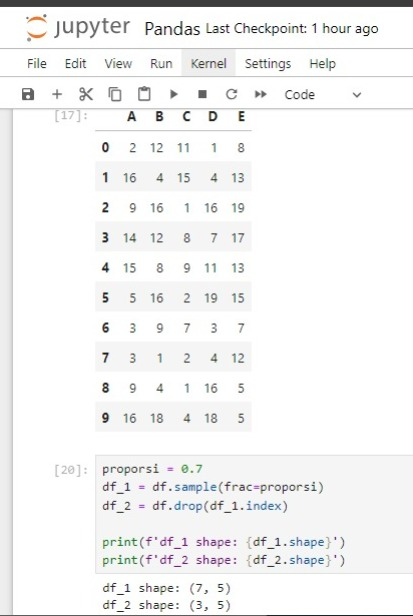 jupyter Pandas Last Checkpoint: 1 hour ago
File Edit View Run Kernel Settings Help
Code
[17]: A B C D E
0 2 12 11 1 8
1 16 4 15 4 13
2 9 16 1 16 19
3 14 12 8 7 17
4 15 8 9 11 13
5 5 16 2 19 15
6 3 9 7 3 7
7 3 1 2 4 12
8 9 4 1 16 5
9 16 18 4 18 5
[20]: proporsi = 0.7
df_1 = df.sample(frac=proporsi)
df_2 = df.drop(df_1.index)
print(f'df_1 shape: {df_1.shape}')
print(f'df_2 shape: {df_2.shape}')
df_1 shape: (7, 5)
df_2 shape: (3, 5)